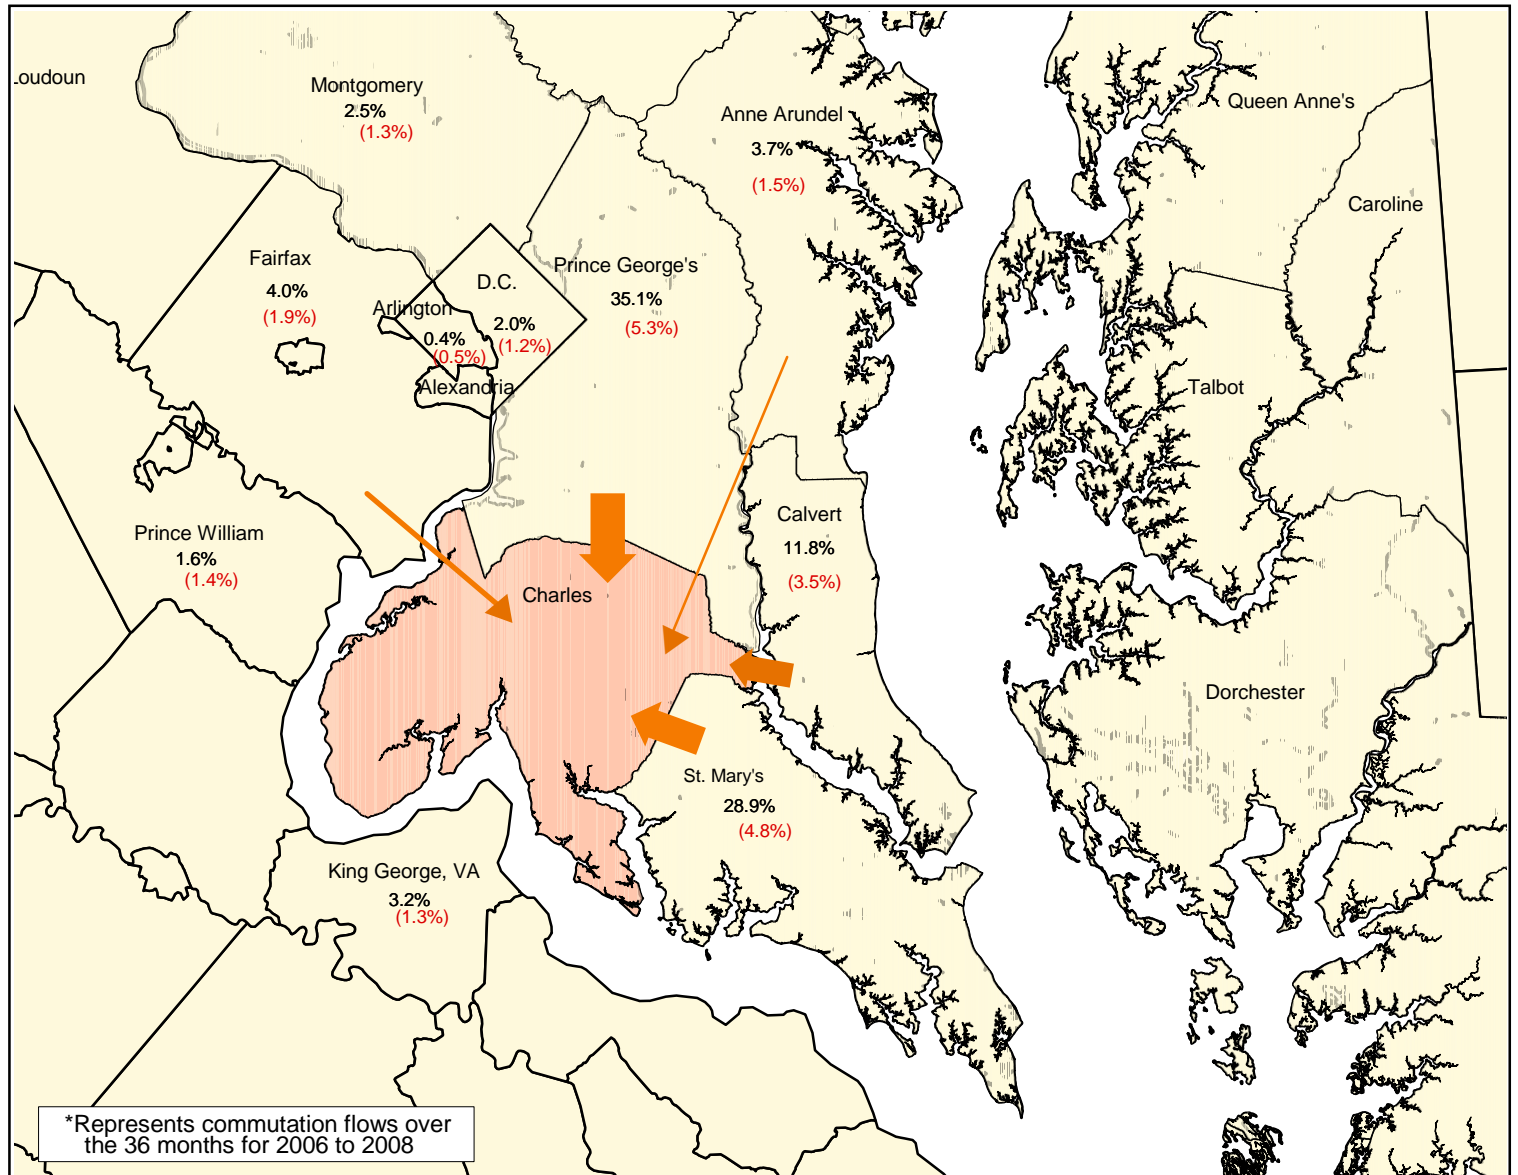 Loudoun
Montgomery
2.5%
(1.3%)
Anne Arundel
3.7%
(1.5%)
Queen Anne's
Caroline
Fairfax
4.0%
(1.9%)
D.C.
2.0%
(1.2%)
Arlington
0.4%
(0.5%)
Alexandria
Prince George's
35.1%
(5.3%)
Talbot
Prince William
1.6%
(1.4%)
Calvert
11.8%
(3.5%)
Charles
Dorchester
St. Mary's
28.9%
(4.8%)
King George, VA
3.2%
(1.3%)
*Represents commutation flows over
the 36 months for 2006 to 2008